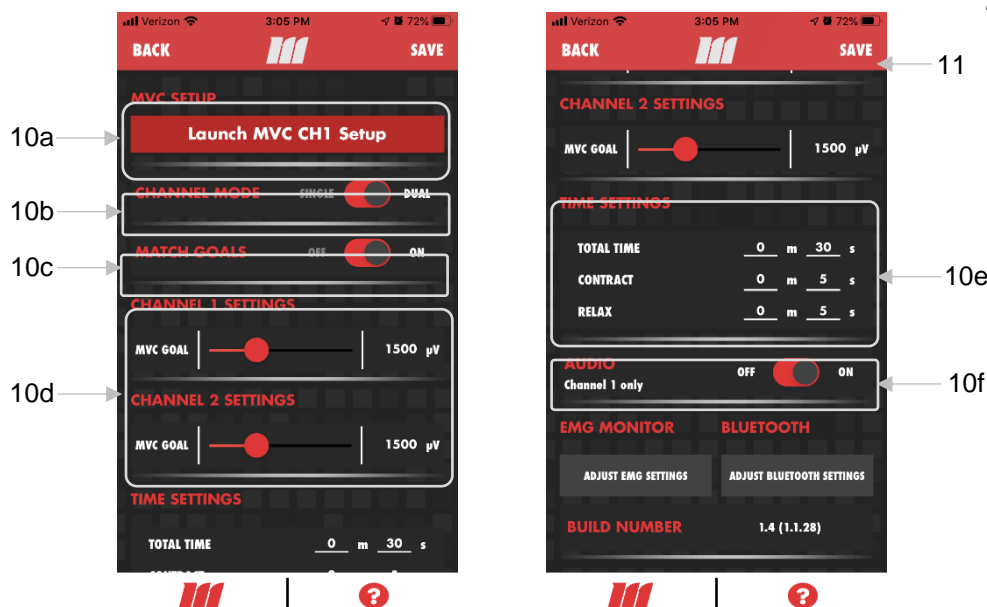 Verizon 3:05 PM 72%
BACK SAVE
MVC SETUP
10a
Launch MVC CH1 Setup
CHANNEL MODE SINGLE DUAL
10b
MATCH GOALS OFF ON
10c
CHANNEL 1 SETTINGS
MVC GOAL 1500 µV
10d
CHANNEL 2 SETTINGS
MVC GOAL 1500 µV
TIME SETTINGS
TOTAL TIME 0 m 30 s
Verizon 3:05 PM 72%
BACK SAVE
11
CHANNEL 2 SETTINGS
MVC GOAL 1500 µV
TIME SETTINGS
TOTAL TIME 0 m 30 s
CONTRACT 0 m 5 s
10e
RELAX 0 m 5 s
AUDIO OFF ON
Channel 1 only
10f
EMG MONITOR BLUETOOTH
ADJUST EMG SETTINGS ADJUST BLUETOOTH SETTINGS
BUILD NUMBER 1.4 (1.1.28)
?